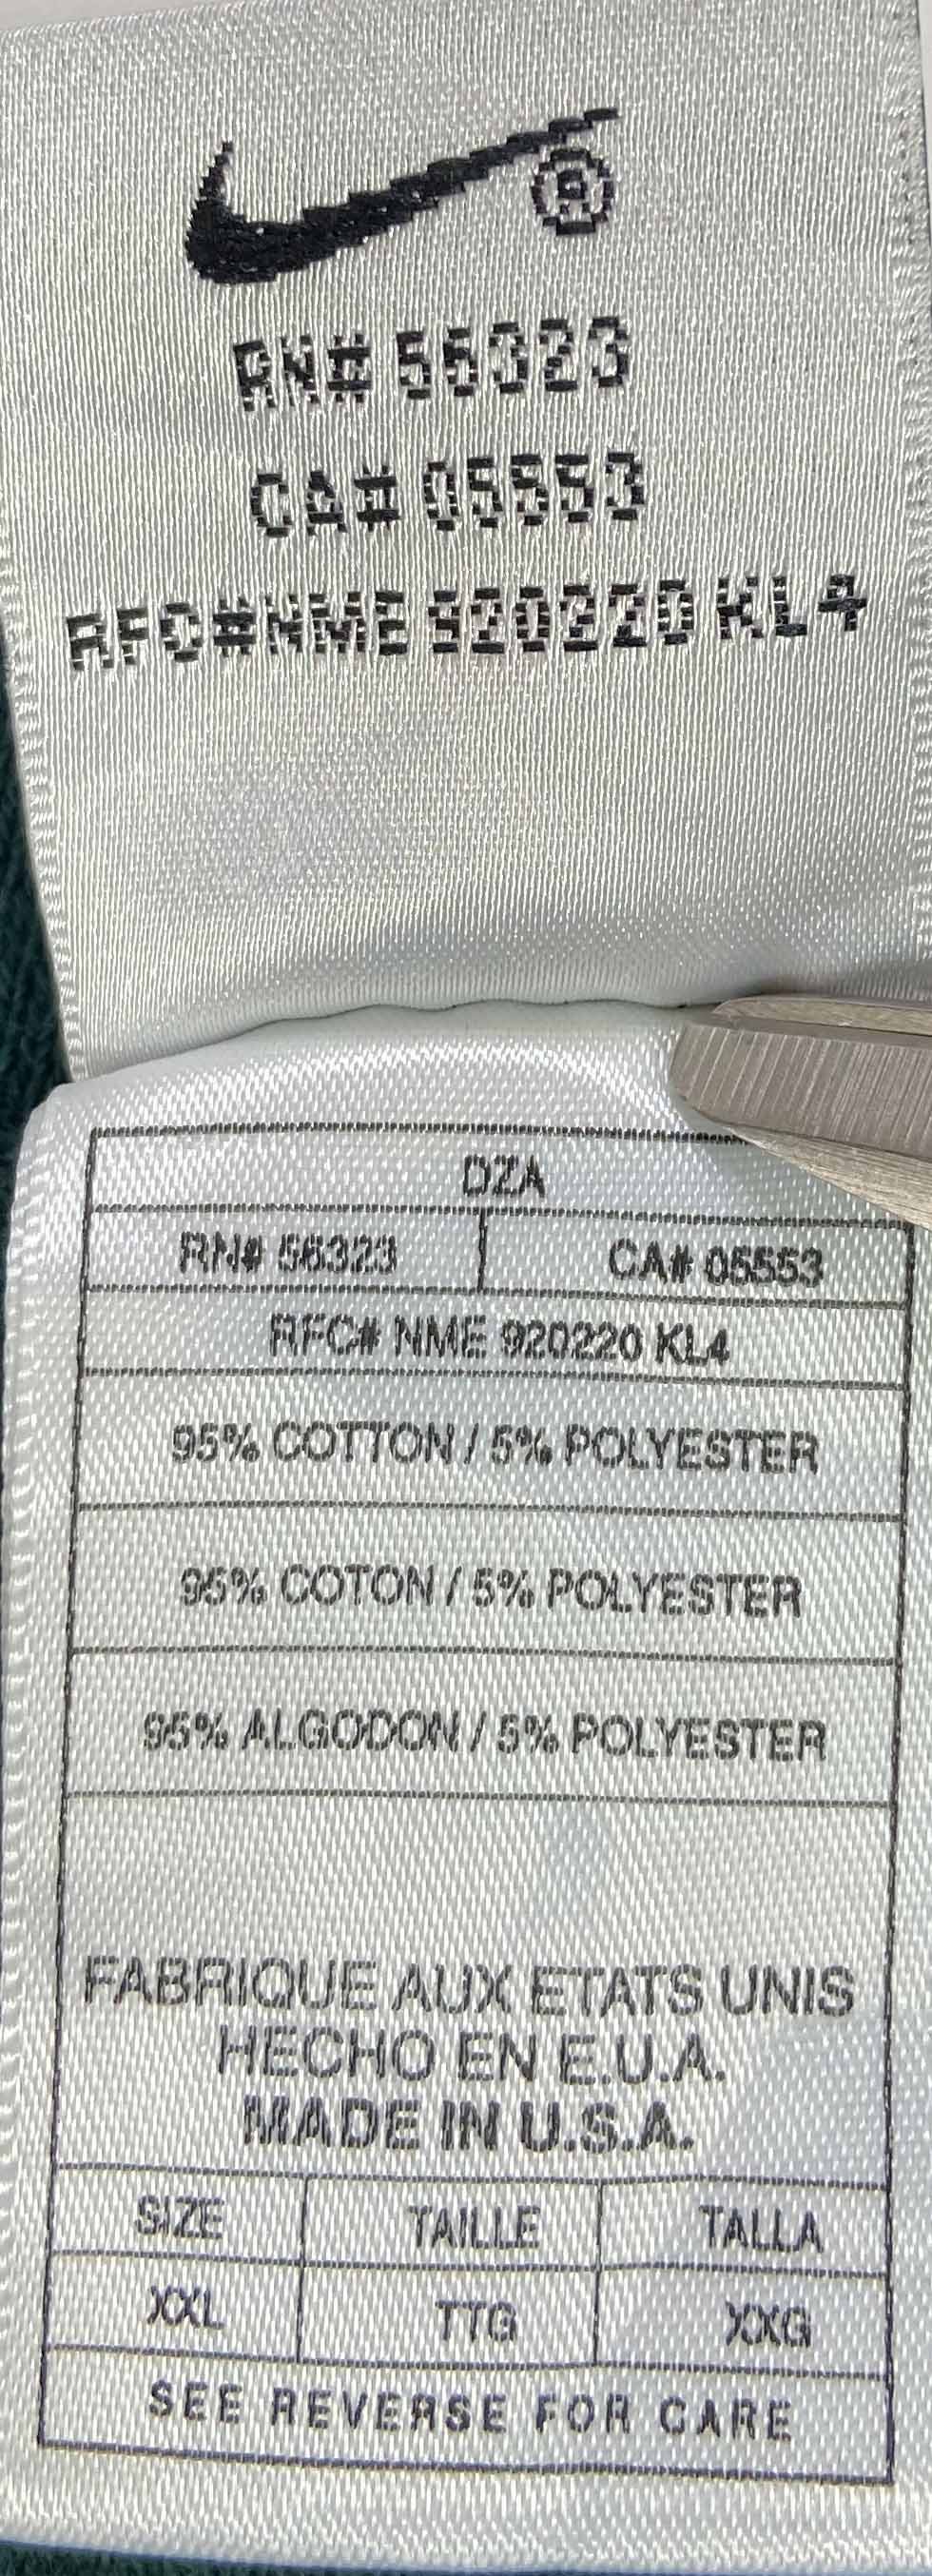 ®
RN# 56323
CA# 05553
RFC#NME 920220 KL4
DZA
RN# 56323 CA# 05553
RFC# NME 920220 KL4
95% COTTON / 5% POLYESTER
95% COTON / 5% POLYESTER
95% ALGODON / 5% POLYESTER
FABRIQUE AUX ETATS UNIS
HECHO EN E.U.A.
MADE IN U.S.A.
SIZE TAILLE TALLA
XXL TTG XXG
SEE REVERSE FOR CARE